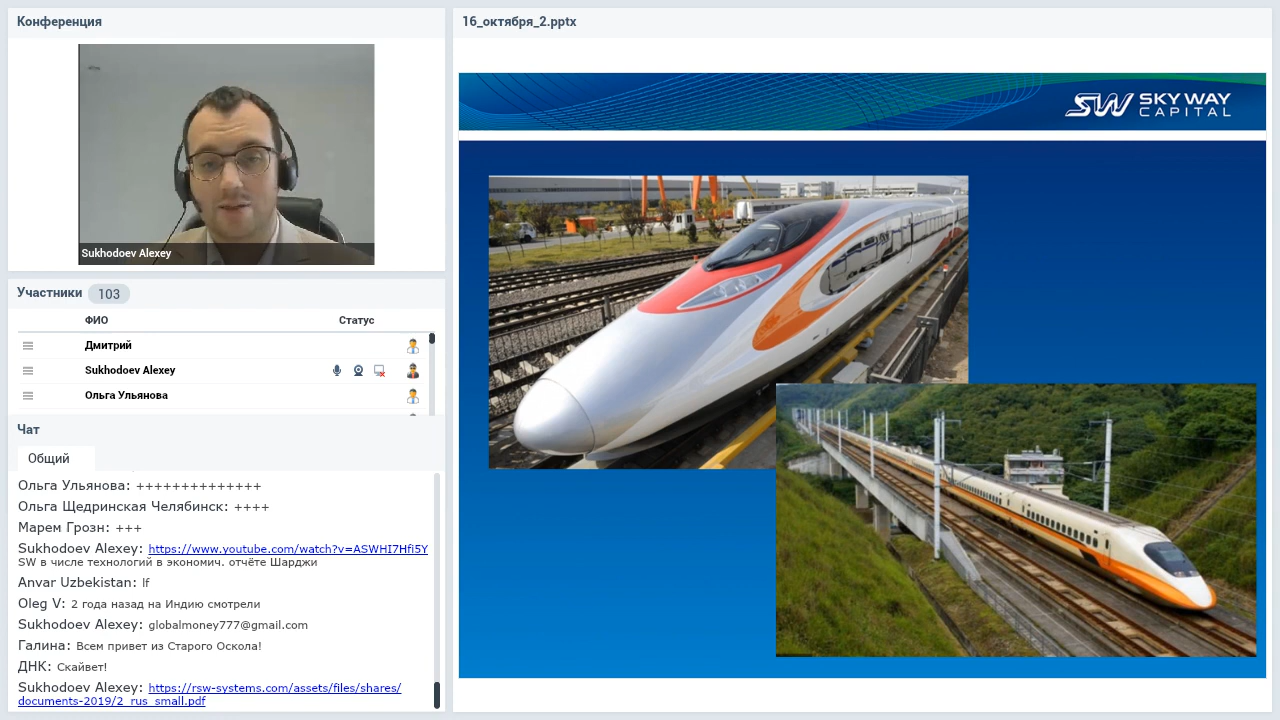 Конференция
Sukhodoev Alexey
Участники 103
ФИО Статус
Дмитрий
Sukhodoev Alexey
Ольга Ульянова
Чат
Общий
Ольга Ульянова: ++++++++++++++
Ольга Щедринская Челябинск: ++++
Марем Грозн: +++
Sukhodoev Alexey: https://www.youtube.com/watch?v=ASWHI7Hfi5Y
SW в числе технологий в экономич. отчёте Шарджи
Anvar Uzbekistan: lf
Oleg V: 2 года назад на Индию смотрели
Sukhodoev Alexey: globalmoney777@gmail.com
Галина: Всем привет из Старого Оскола!
ДНК: Скайвет!
Sukhodoev Alexey: https://rsw-systems.com/assets/files/shares/
documents-2019/2_rus_small.pdf
16_октября_2.pptx
SW SKY WAY
CAPITAL